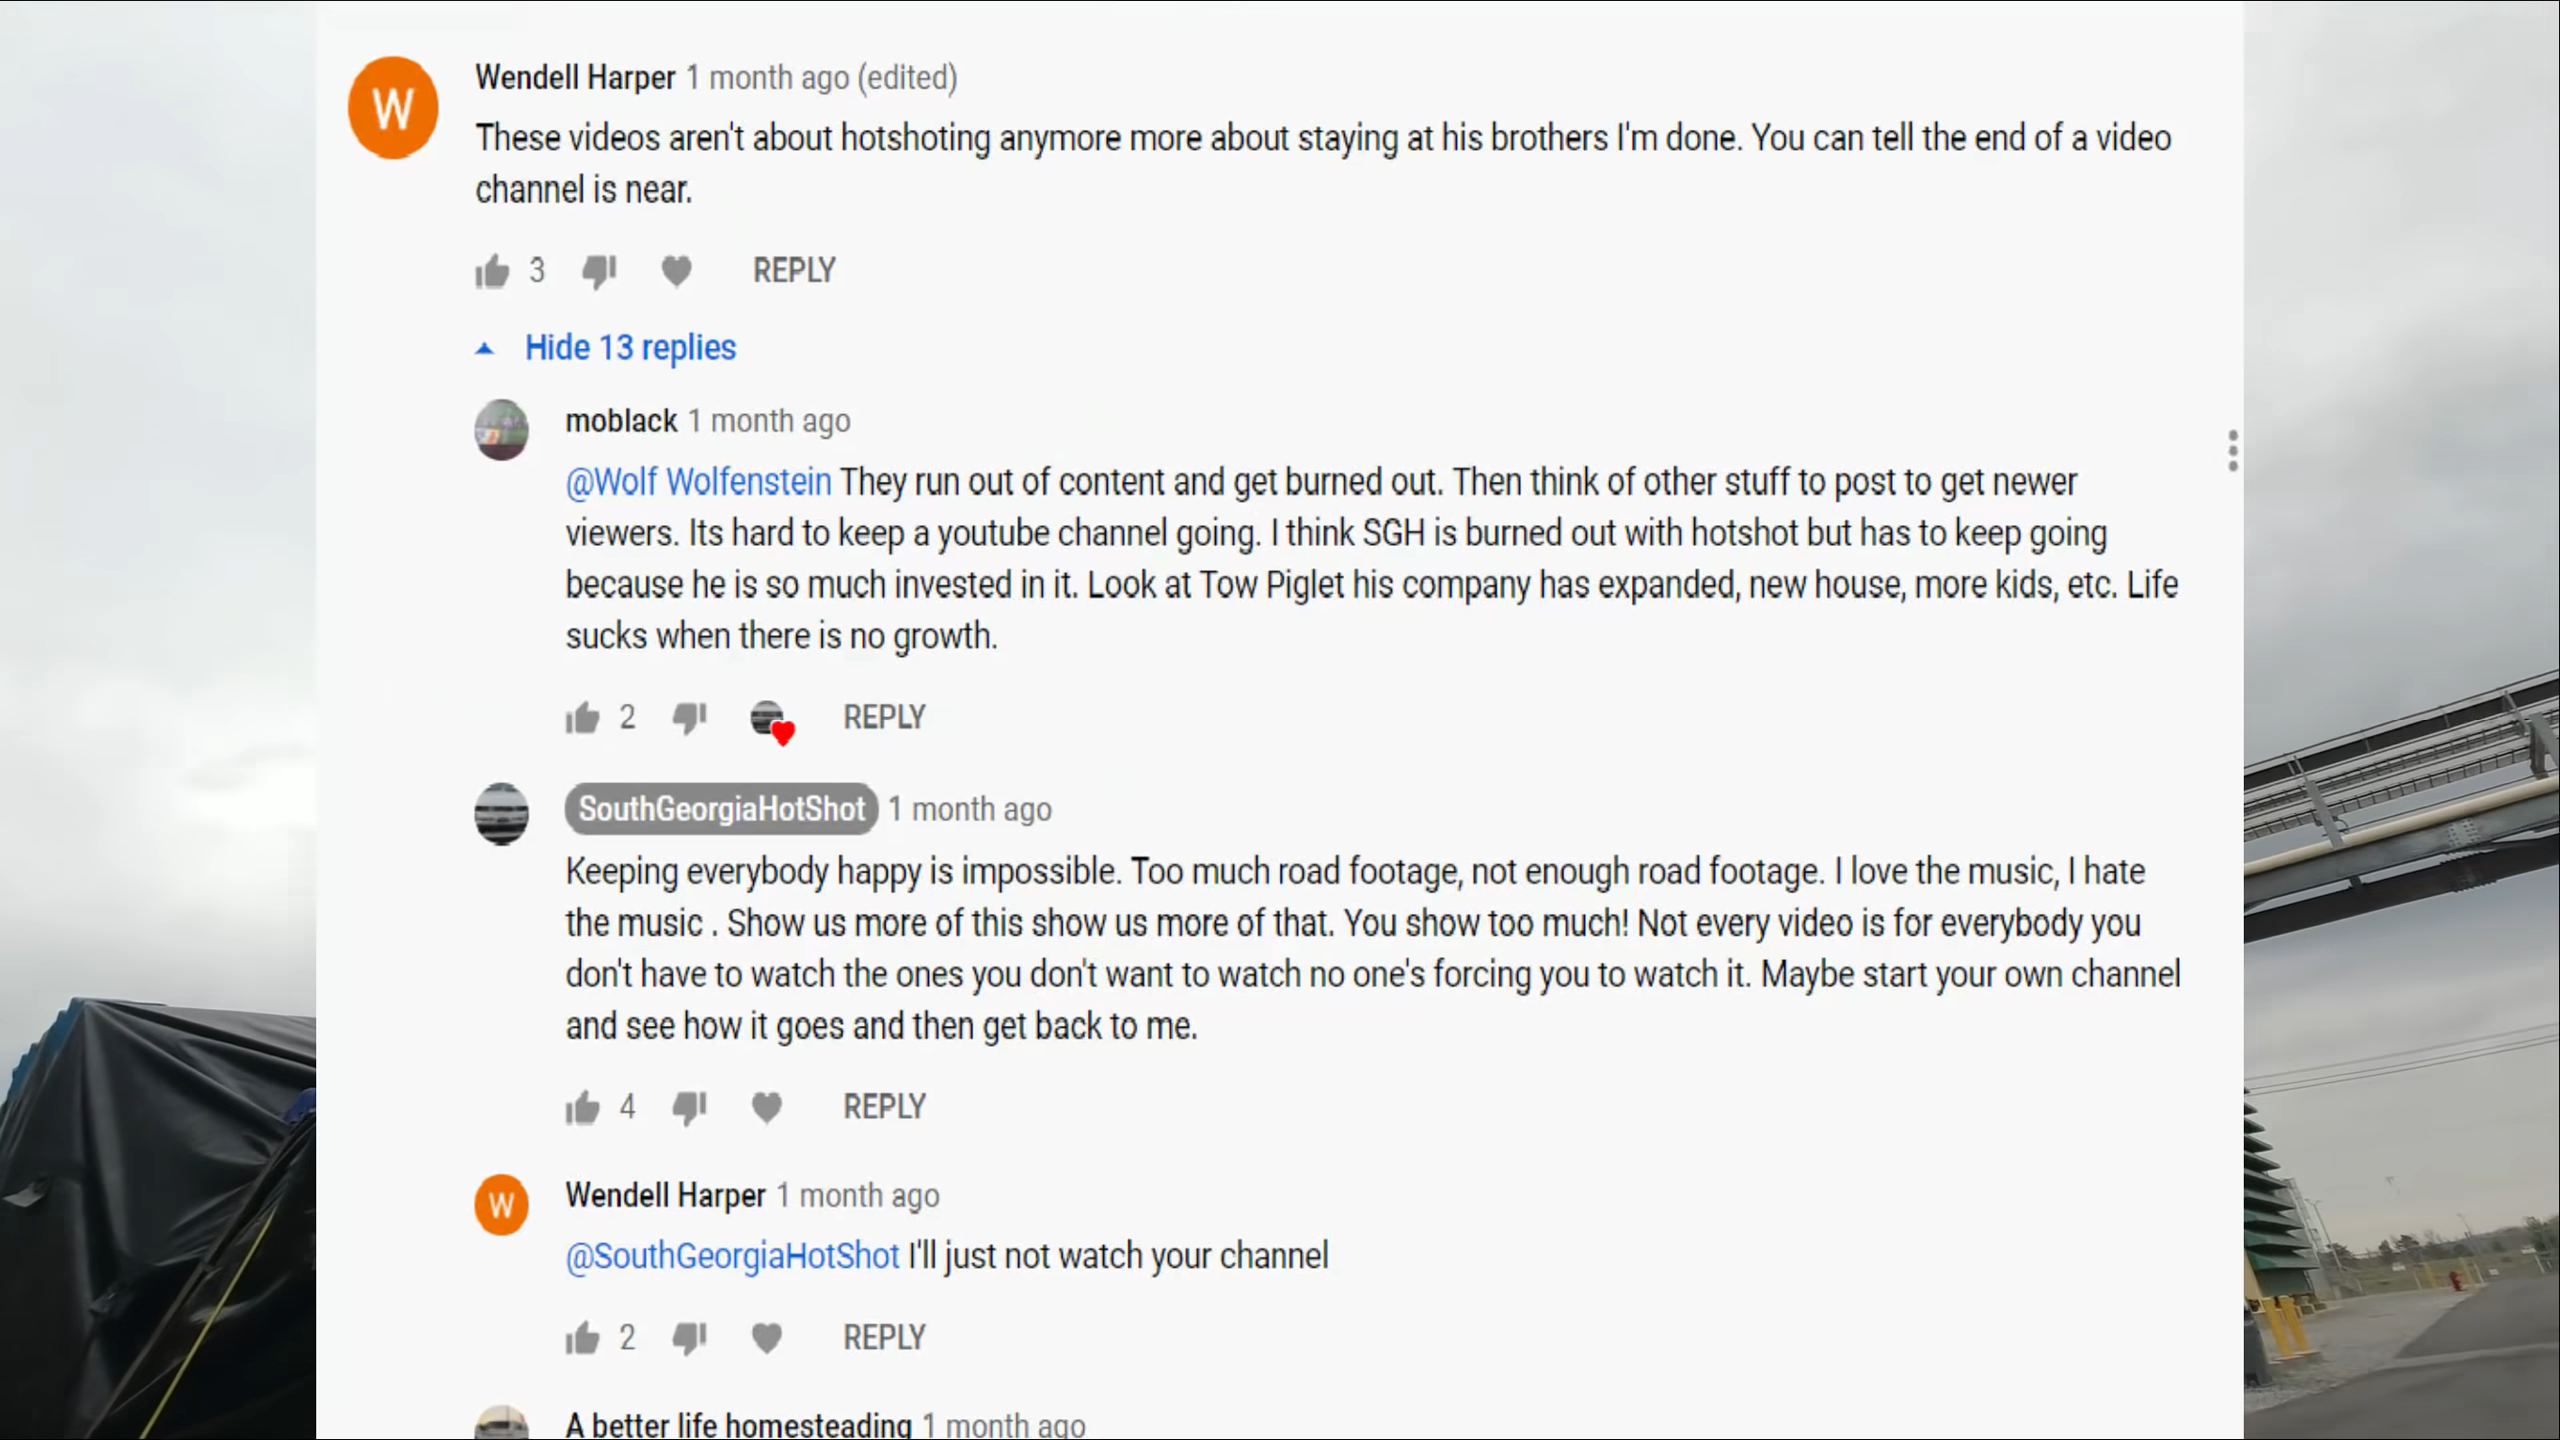 W
Wendell Harper 1 month ago (edited)
These videos aren't about hotshoting anymore more about staying at his brothers I'm done. You can tell the end of a video
channel is near.
3 REPLY
Hide 13 replies
moblack 1 month ago
@Wolf Wolfenstein They run out of content and get burned out. Then think of other stuff to post to get newer
viewers. Its hard to keep a youtube channel going. I think SGH is burned out with hotshot but has to keep going
because he is so much invested in it. Look at Tow Piglet his company has expanded, new house, more kids, etc. Life
sucks when there is no growth.
2 REPLY
SouthGeorgiaHotShot 1 month ago
Keeping everybody happy is impossible. Too much road footage, not enough road footage. I love the music, I hate
the music . Show us more of this show us more of that. You show too much! Not every video is for everybody you
don't have to watch the ones you don't want to watch no one's forcing you to watch it. Maybe start your own channel
and see how it goes and then get back to me.
4 REPLY
W
Wendell Harper 1 month ago
@SouthGeorgiaHotShot I'll just not watch your channel
2 REPLY
A better life homesteading 1 month ago